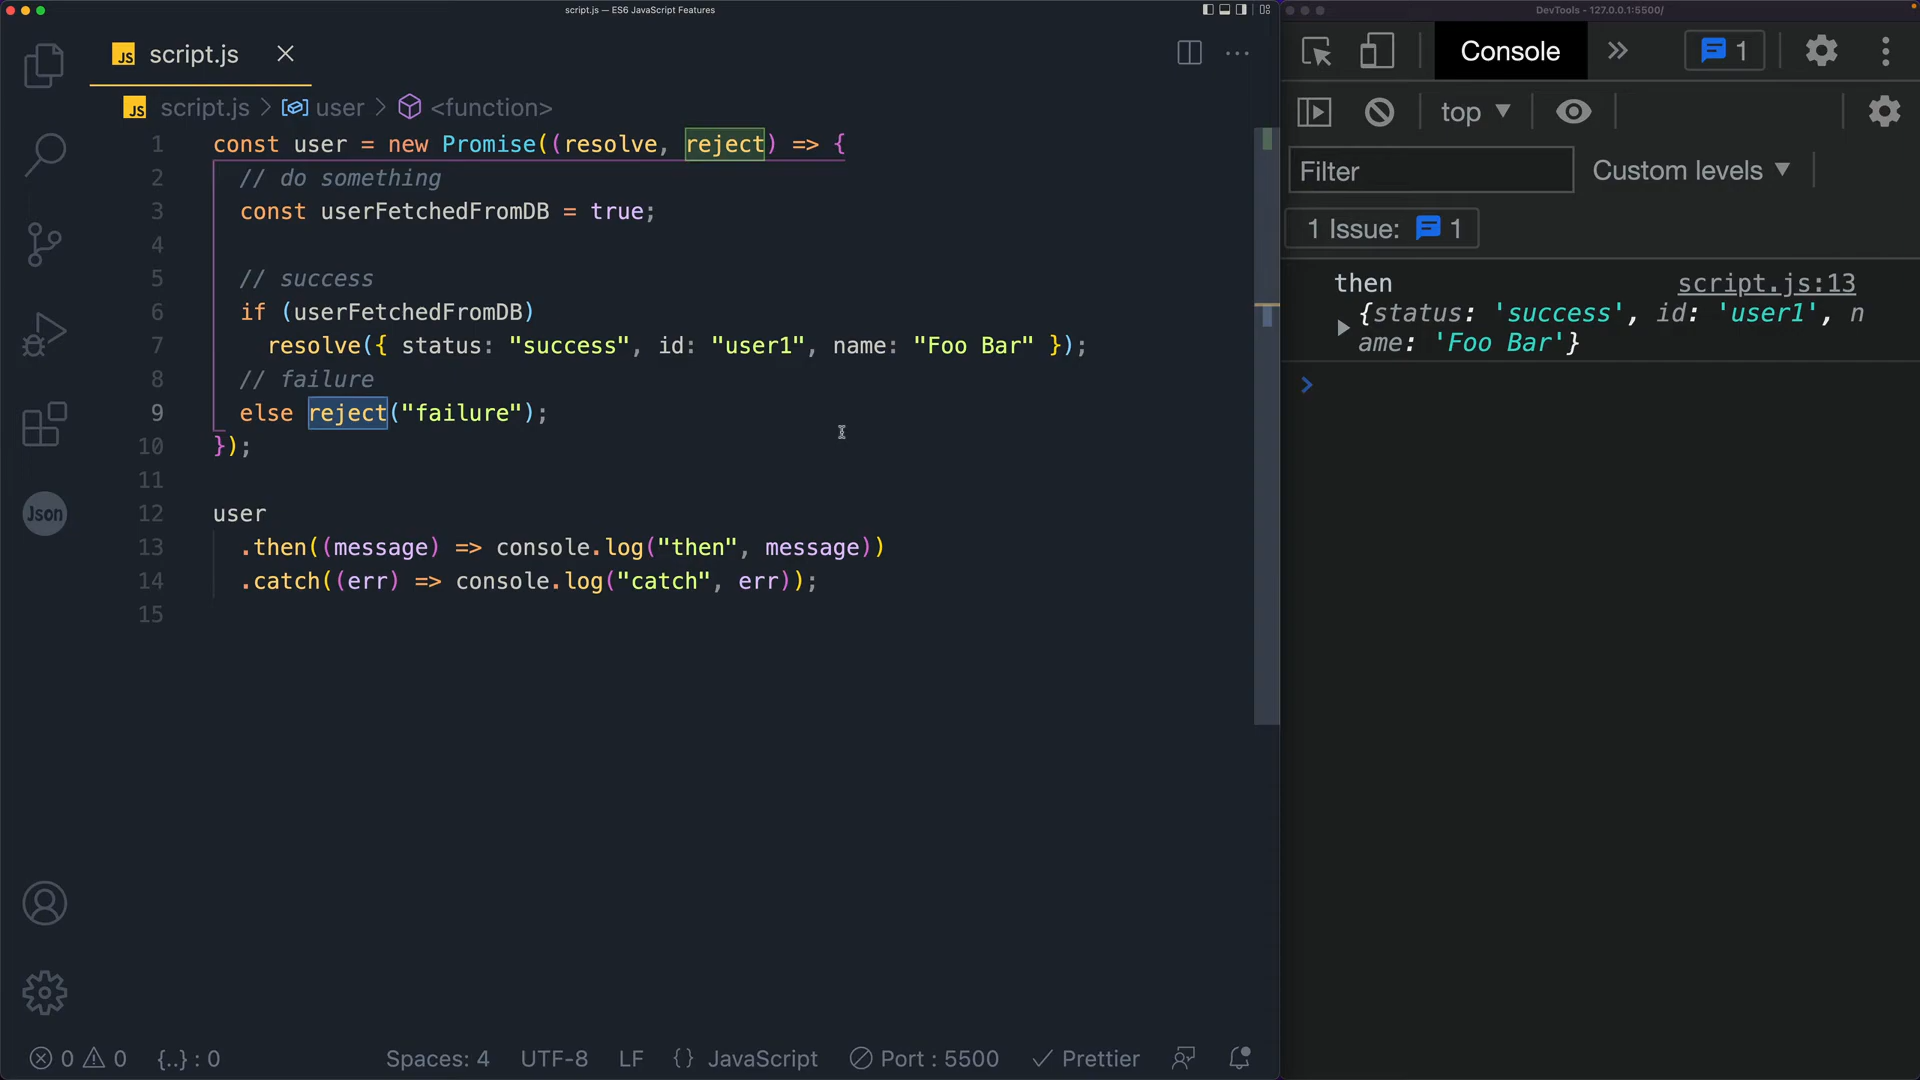 script.js — ES6 JavaScript Features
JS script.js
JS script.js > user > <function>
1 const user = new Promise((resolve, reject) => {
2 // do something
3 const userFetchedFromDB = true;
4
5 // success
6 if (userFetchedFromDB)
7 resolve({ status: "success", id: "user1", name: "Foo Bar" });
8 // failure
9 else reject("failure");
10 });
11
12 user
13 .then((message) => console.log("then", message))
14 .catch((err) => console.log("catch", err));
15
Json
0 0 {..} : 0 Spaces: 4 UTF-8 LF {} JavaScript Port : 5500 Prettier
DevTools - 127.0.0.1:5500/
Console » 1
top
Filter Custom levels
1 Issue: 1
then script.js:13
{status: 'success', id: 'user1', n
ame: 'Foo Bar'}
>